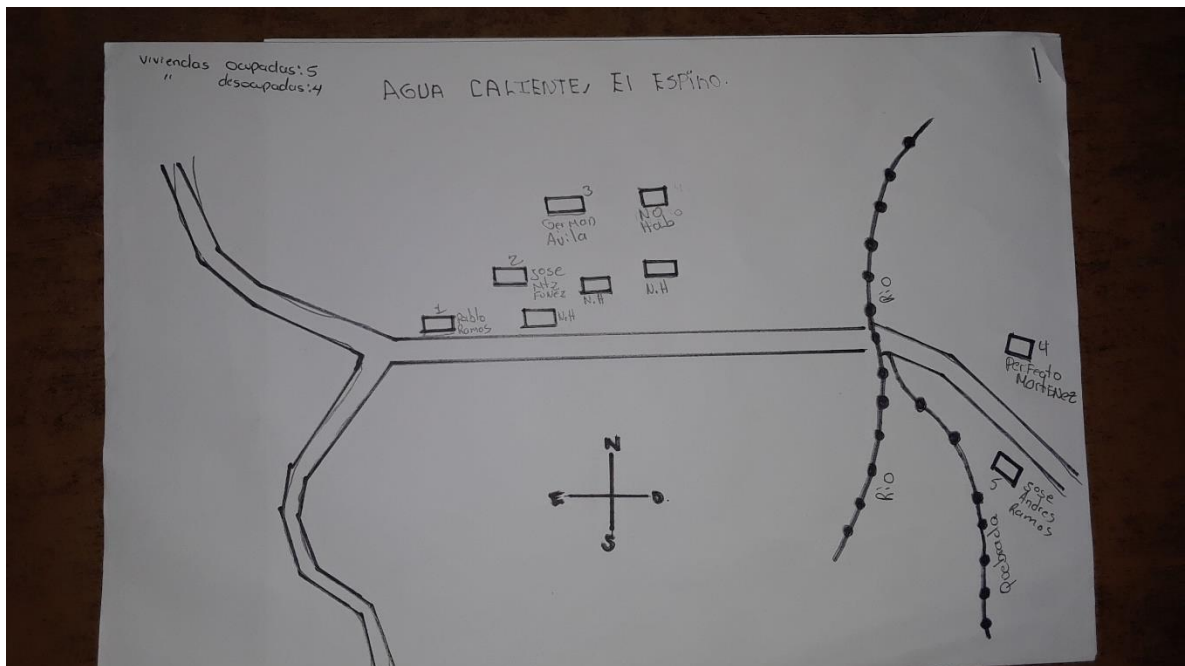 viviendas ocupadas: 5
" desocupadas: 4
AGUA CALIENTE, El ESPiNO.
1
3
GerMan
Avila
NO
Hab
2
jose
Mtz
FuNez
N.H
N.H
1
Pablo
Ramos
N.H
Río
4
PerFecto
MartENez
N
E
O.
S
Río
5
jose
Andres
Ramos
Quebrada